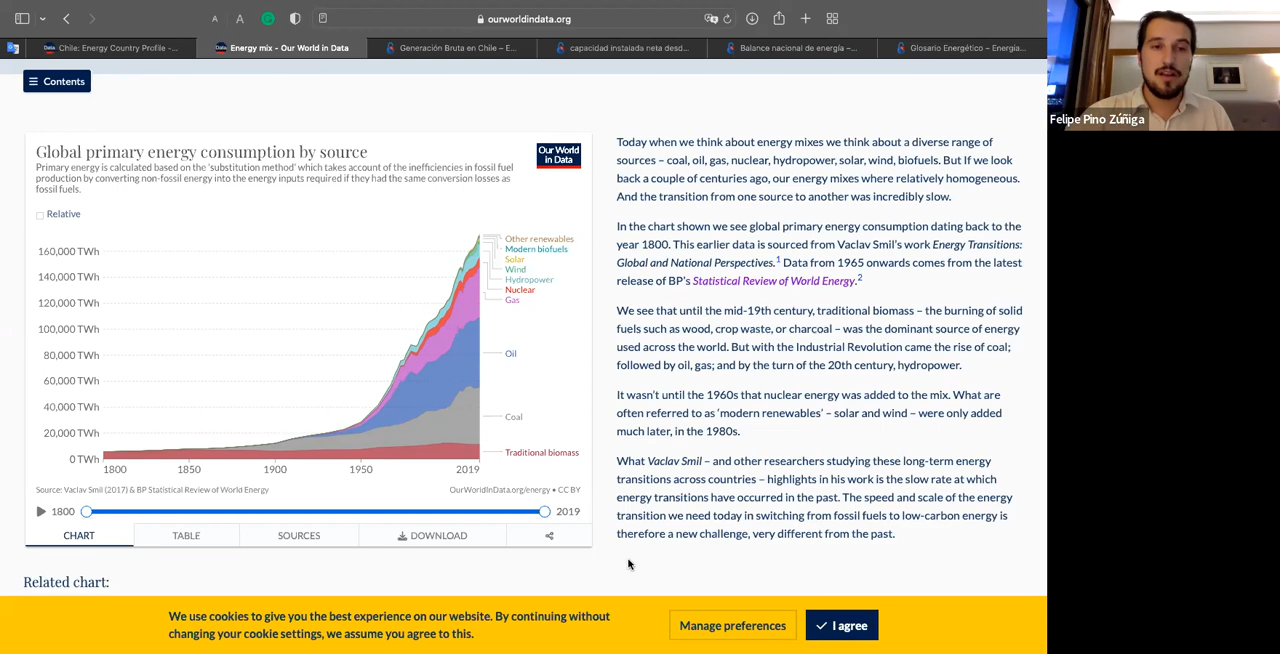 A A ourworldindata.org
Chile: Energy Country Profile -...
Energy mix - Our World in Data
Generación Bruta en Chile – E...
capacidad instalada neta desd...
Balance nacional de energía –...
Glosario Energético – Energía...
Contents
Global primary energy consumption by source
Primary energy is calculated based on the 'substitution method' which takes account of the inefficiencies in fossil fuel
production by converting non-fossil energy into the energy inputs required if they had the same conversion losses as
fossil fuels.
Our World
in Data
Relative
160,000 TWh
140,000 TWh
120,000 TWh
100,000 TWh
80,000 TWh
60,000 TWh
40,000 TWh
20,000 TWh
0 TWh
1800
1850
1900
1950
2019
Other renewables
Modern biofuels
Solar
Wind
Hydropower
Nuclear
Gas
Oil
Coal
Traditional biomass
Source: Vaclav Smil (2017) & BP Statistical Review of World Energy
OurWorldInData.org/energy • CC BY
1800
2019
CHART
TABLE
SOURCES
DOWNLOAD
Related chart:
Today when we think about energy mixes we think about a diverse range of
sources – coal, oil, gas, nuclear, hydropower, solar, wind, biofuels. But If we look
back a couple of centuries ago, our energy mixes where relatively homogeneous.
And the transition from one source to another was incredibly slow.
In the chart shown we see global primary energy consumption dating back to the
year 1800. This earlier data is sourced from Vaclav Smil's work Energy Transitions:
Global and National Perspectives.1 Data from 1965 onwards comes from the latest
release of BP's Statistical Review of World Energy.2
We see that until the mid-19th century, traditional biomass – the burning of solid
fuels such as wood, crop waste, or charcoal – was the dominant source of energy
used across the world. But with the Industrial Revolution came the rise of coal;
followed by oil, gas; and by the turn of the 20th century, hydropower.
It wasn't until the 1960s that nuclear energy was added to the mix. What are
often referred to as 'modern renewables' – solar and wind – were only added
much later, in the 1980s.
What Vaclav Smil – and other researchers studying these long-term energy
transitions across countries – highlights in his work is the slow rate at which
energy transitions have occurred in the past. The speed and scale of the energy
transition we need today in switching from fossil fuels to low-carbon energy is
therefore a new challenge, very different from the past.
We use cookies to give you the best experience on our website. By continuing without
changing your cookie settings, we assume you agree to this.
Manage preferences
I agree
Felipe Pino Zúñiga